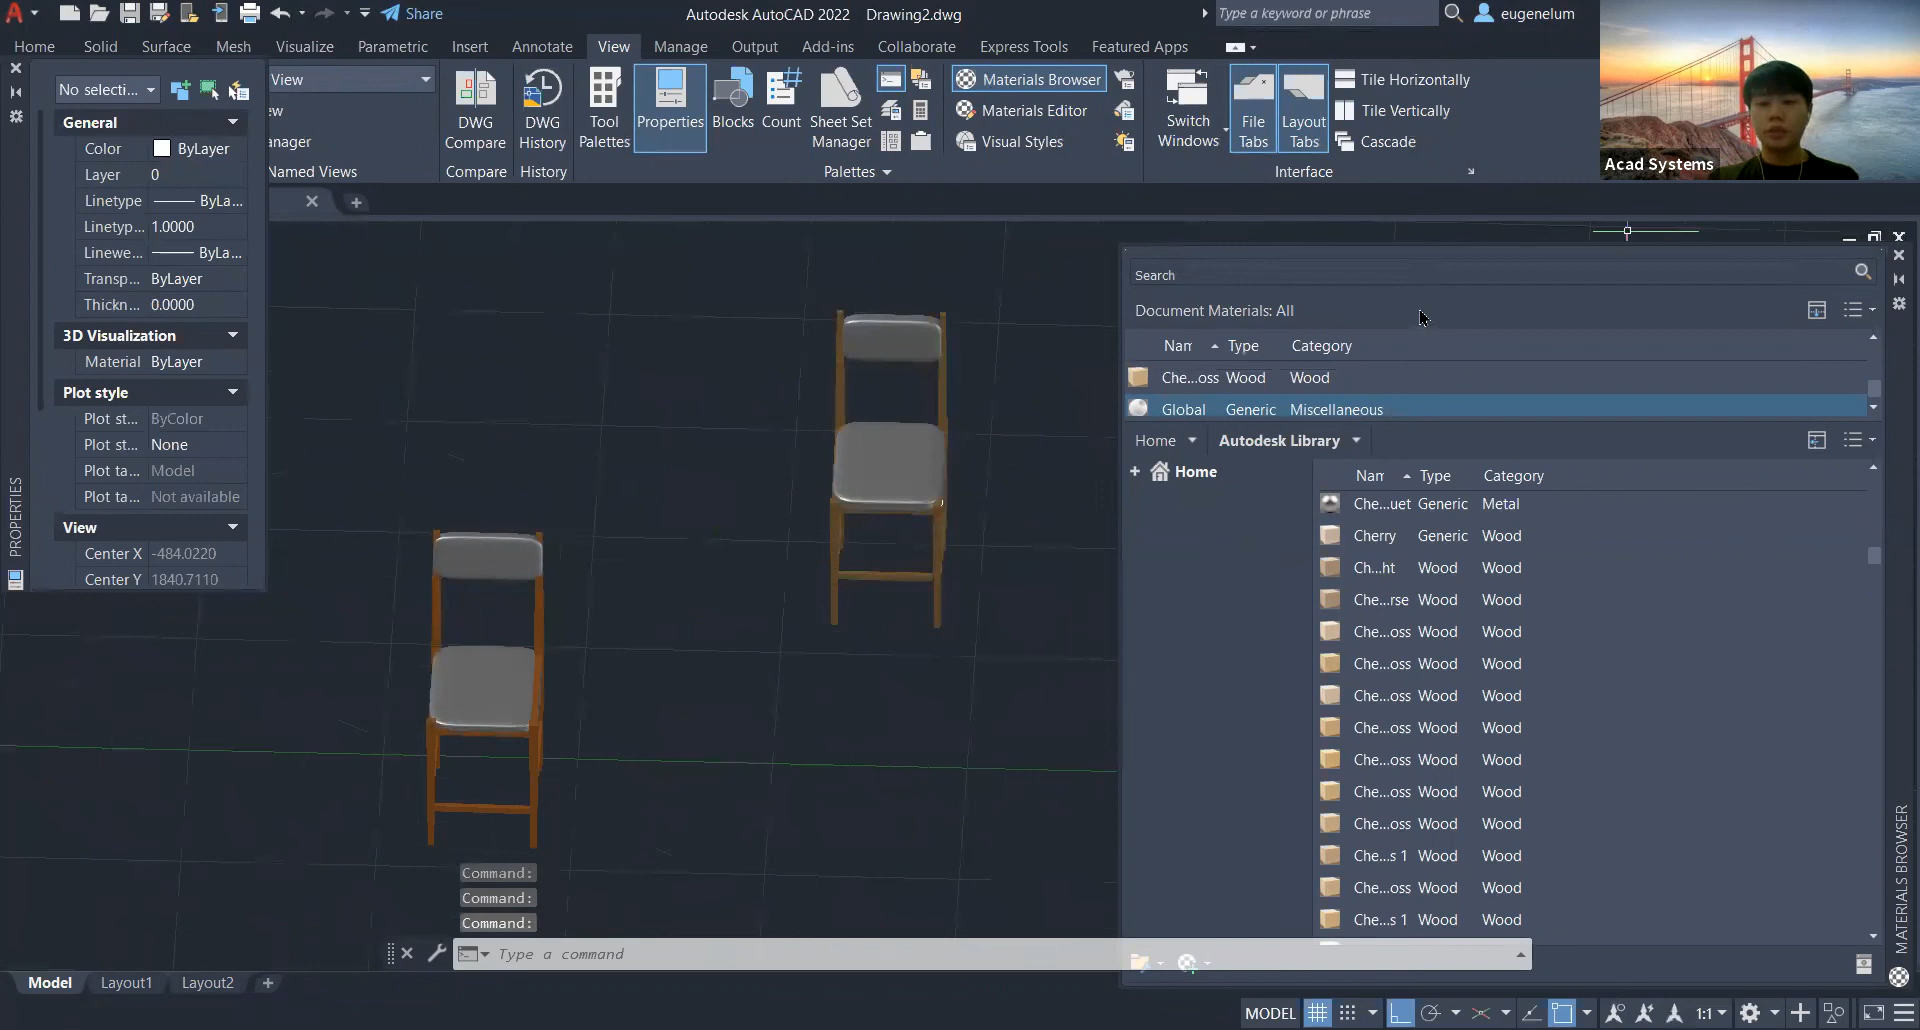 Share
Autodesk AutoCAD 2022 Drawing2.dwg
Type a keyword or phrase
eugenelum
Home Solid Surface Mesh Visualize Parametric Insert Annotate View Manage Output Add-ins Collaborate Express Tools Featured Apps
View
ew
anager
Named Views
DWG Compare
Compare
DWG History
History
Tool Palettes
Properties
Blocks
Count
Sheet Set Manager
Materials Browser
Materials Editor
Visual Styles
Palettes
Switch Windows
File Tabs
Layout Tabs
Tile Horizontally
Tile Vertically
Cascade
Interface
Acad Systems
No selecti...
General
Color ByLayer
Layer 0
Linetype ByLa...
Linetyp... 1.0000
Linewe... ByLa...
Transp... ByLayer
Thickn... 0.0000
3D Visualization
Material ByLayer
Plot style
Plot st... ByColor
Plot st... None
Plot ta... Model
Plot ta... Not available
View
Center X -484.0220
Center Y 1840.7110
PROPERTIES
Search
Document Materials: All
Nam Type Category
Che...oss Wood Wood
Global Generic Miscellaneous
Home Autodesk Library
Home
Nam Type Category
Che...uet Generic Metal
Cherry Generic Wood
Ch...ht Wood Wood
Che...rse Wood Wood
Che...oss Wood Wood
Che...oss Wood Wood
Che...oss Wood Wood
Che...oss Wood Wood
Che...oss Wood Wood
Che...oss Wood Wood
Che...oss Wood Wood
Che...s 1 Wood Wood
Che...oss Wood Wood
Che...s 1 Wood Wood
MATERIALS BROWSER
Command:
Command:
Command:
Type a command
Model Layout1 Layout2
MODEL
1:1